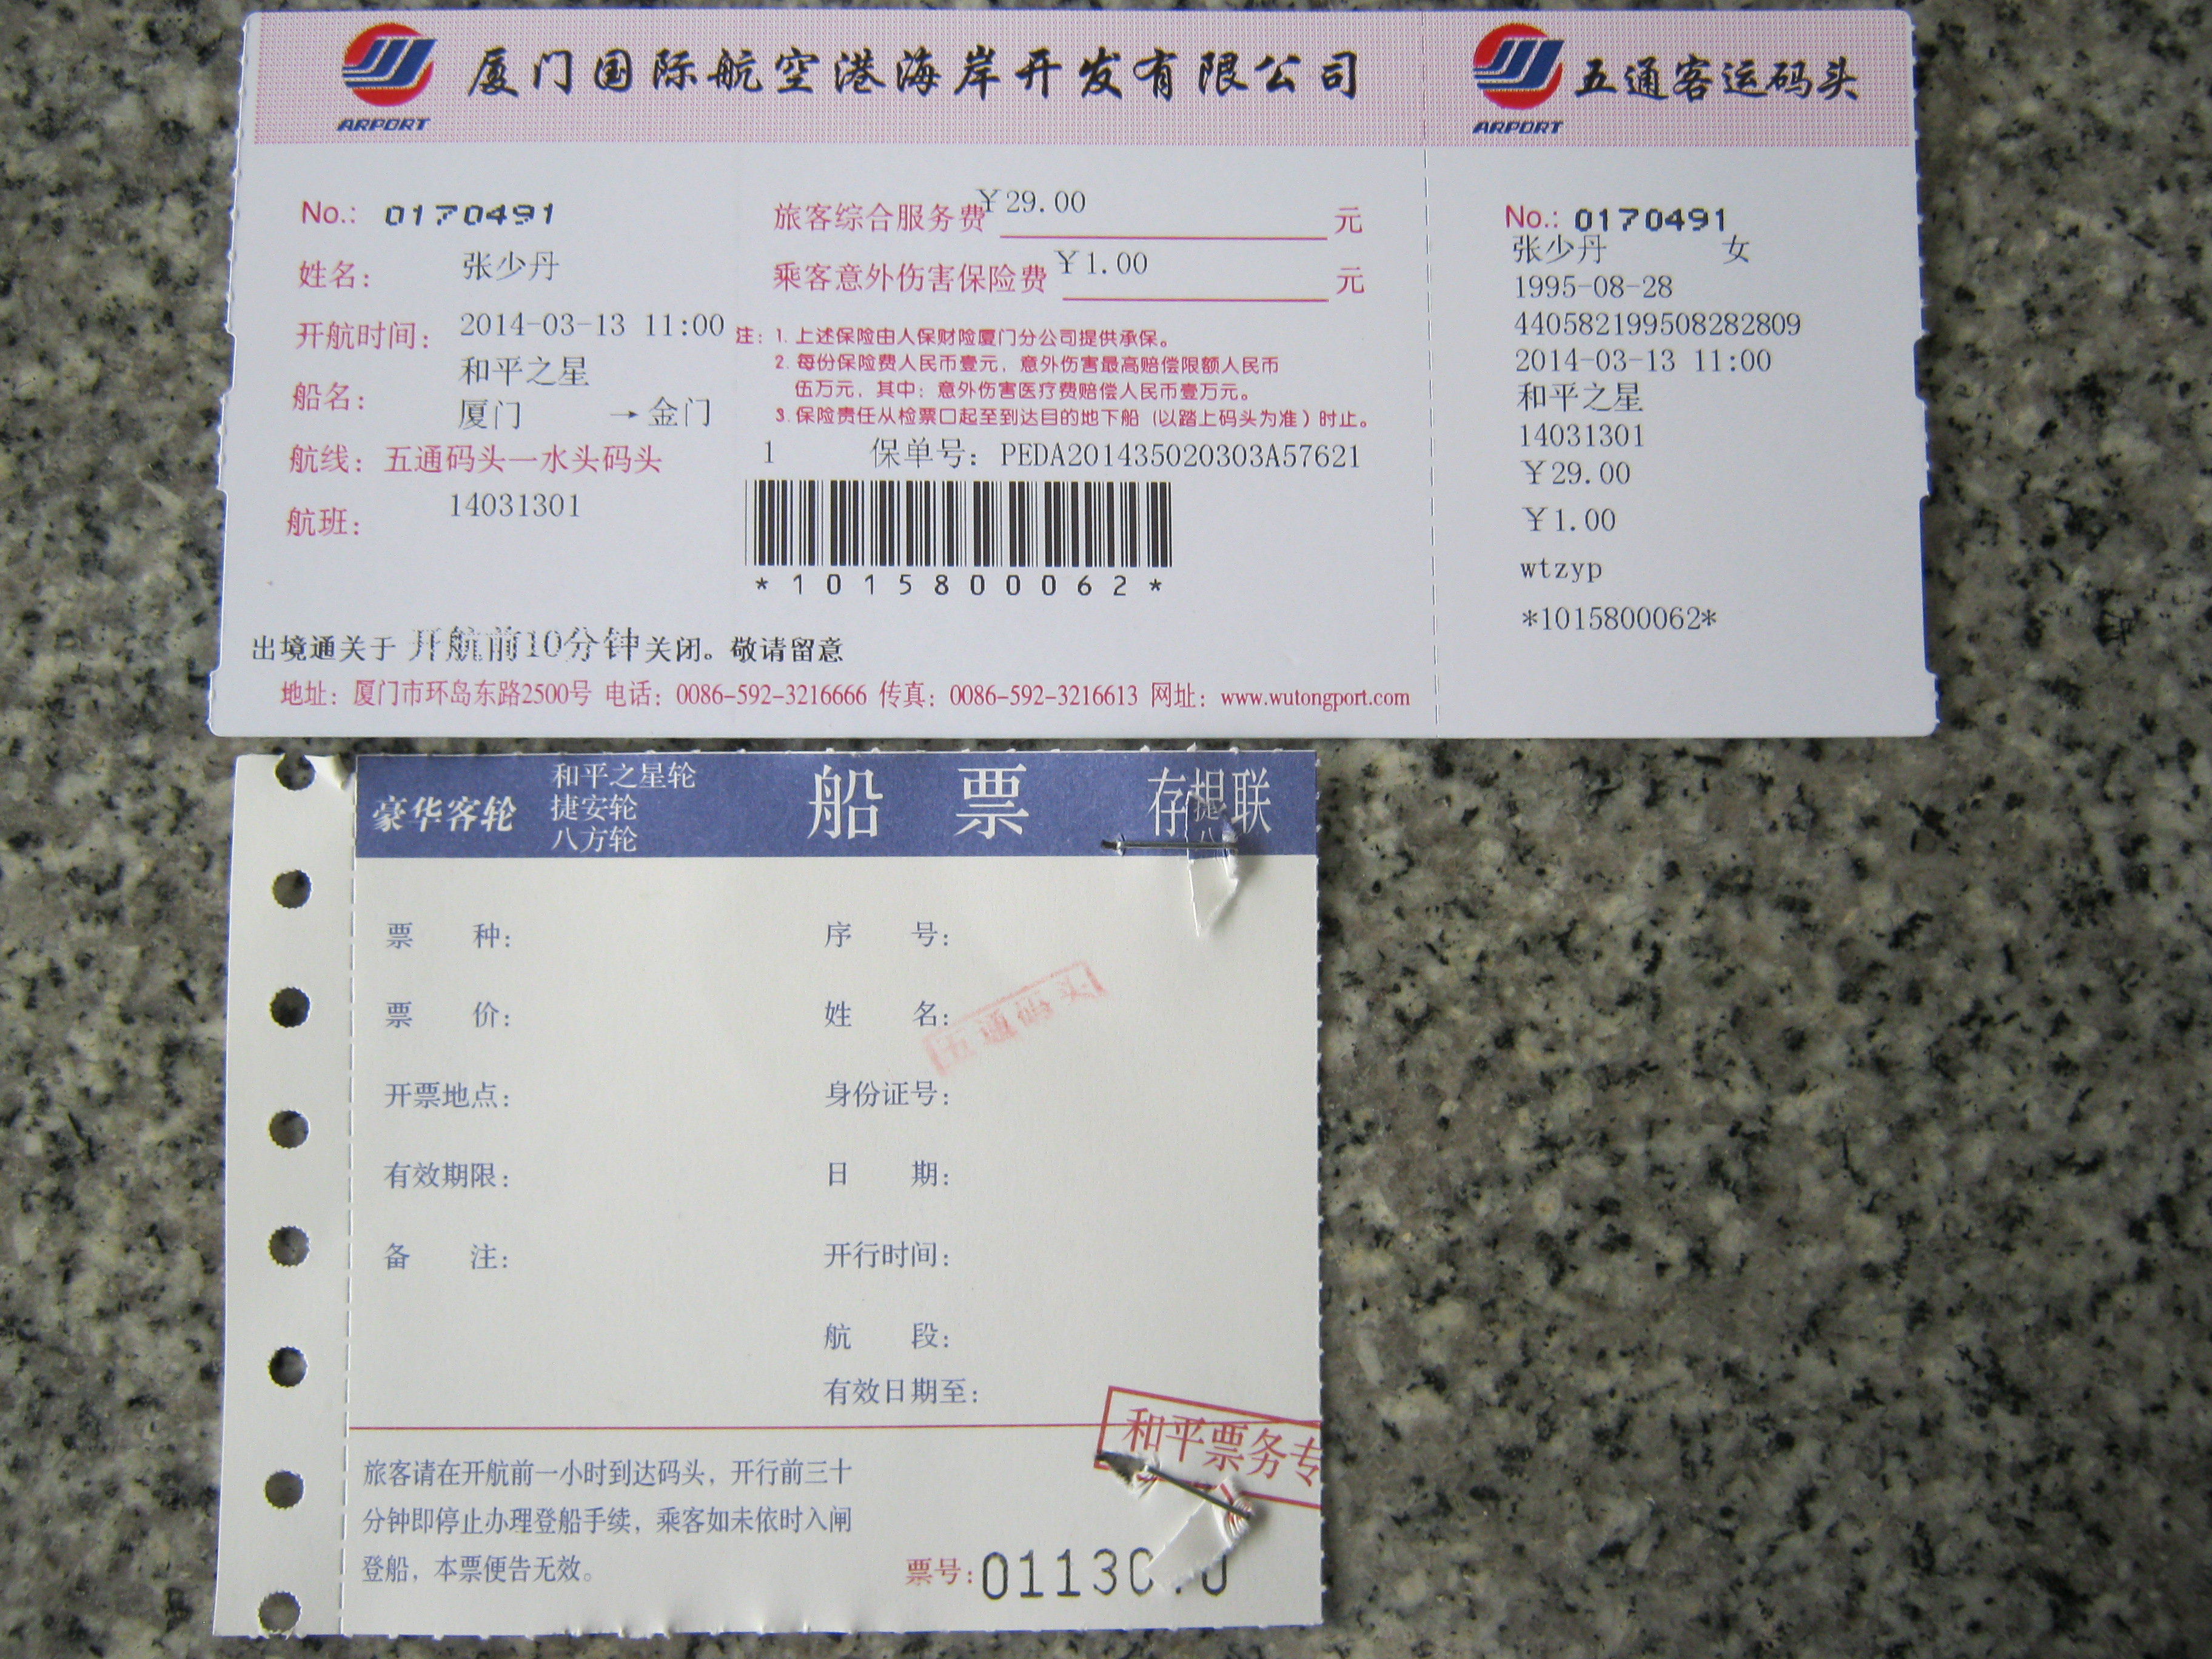 ARPORT
厦门国际航空港海岸开发有限公司
No.: 0170491
姓名: 张少丹
开航时间: 2014-03-13 11:00
船名: 和平之星
厦门 → 金门
航线: 五通码头—水头码头
航班: 14031301
旅客综合服务费 ¥29.00 元
乘客意外伤害保险费 ¥1.00 元
注: 1. 上述保险由人保财险厦门分公司提供承保。
2. 每份保险费人民币壹元，意外伤害最高赔偿限额人民币
伍万元，其中: 意外伤害医疗费赔偿人民币壹万元。
3. 保险责任从检票口起至到达目的地下船（以踏上码头为准）时止。
1 保单号: PEDA201435020303A57621
*1015800062*
出境通关于 开航前10分钟关闭。敬请留意
地址: 厦门市环岛东路2500号 电话: 0086-592-3216666 传真: 0086-592-3216613 网址: www.wutongport.com
ARPORT
五通客运码头
No.: 0170491
张少丹 女
1995-08-28
440582199508282809
2014-03-13 11:00
和平之星
14031301
¥29.00
¥1.00
wtzyp
*1015800062*
豪华客轮
和平之星轮
捷安轮
八方轮
船 票
存根联
票 种:
票 价:
开票地点:
有效期限:
备 注:
序 号:
姓 名:
五通码头
身份证号:
日 期:
开行时间:
航 段:
有效日期至:
和平票务专
旅客请在开航前一小时到达码头，开行前三十
分钟即停止办理登船手续，乘客如未依时入闸
登船，本票便告无效。
票号: